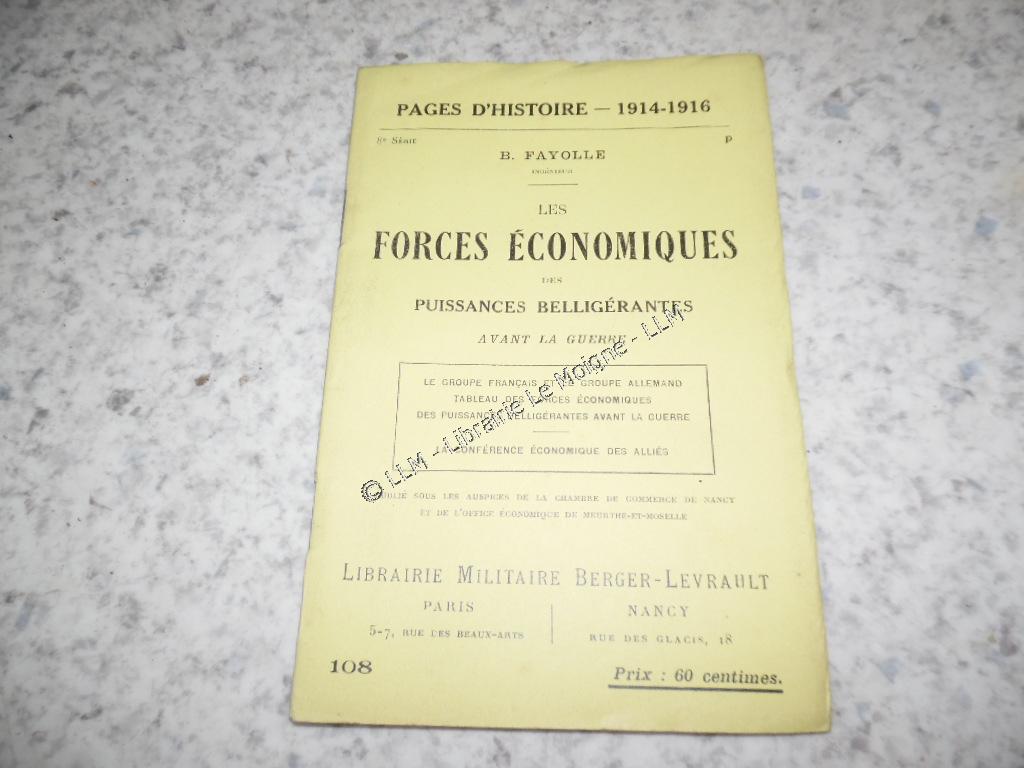 PAGES D'HISTOIRE — 1914-1916
8e Série P
B. FAYOLLE
INGÉNIEUR
LES
FORCES ÉCONOMIQUES
DES
PUISSANCES BELLIGÉRANTES
AVANT LA GUERRE
LE GROUPE FRANÇAIS ET LE GROUPE ALLEMAND
TABLEAU DES FORCES ÉCONOMIQUES
DES PUISSANCES BELLIGÉRANTES AVANT LA GUERRE
LA CONFÉRENCE ÉCONOMIQUE DES ALLIÉS
© LLM - Librairie Le Moigne - LLM
PUBLIÉ SOUS LES AUSPICES DE LA CHAMBRE DE COMMERCE DE NANCY
ET DE L'OFFICE ÉCONOMIQUE DE MEURTHE-ET-MOSELLE
LIBRAIRIE MILITAIRE BERGER-LEVRAULT
PARIS
5-7, RUE DES BEAUX-ARTS
NANCY
RUE DES GLACIS, 18
108
Prix : 60 centimes.